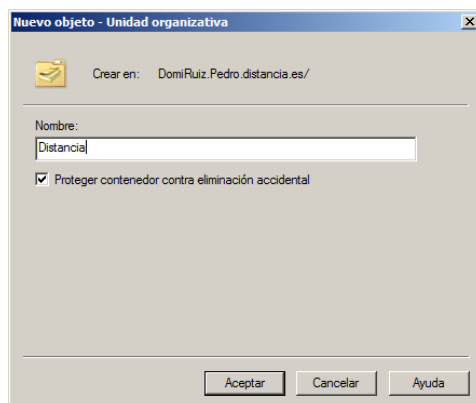 Nuevo objeto - Unidad organizativa
Crear en: DomiRuiz.Pedro.distancia.es/
Nombre:
Distancia
Proteger contenedor contra eliminación accidental
Aceptar Cancelar Ayuda